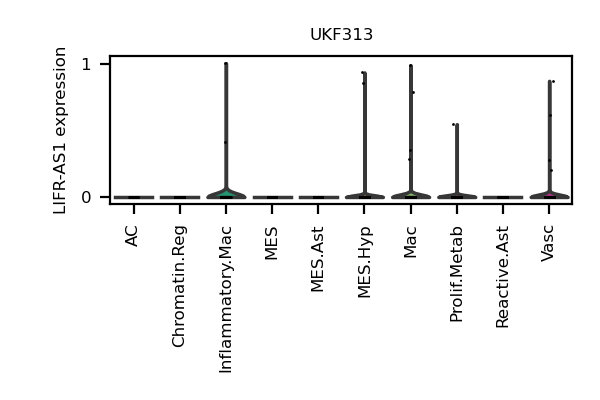 UKF313
LIFR-AS1 expression
1
0
AC
Chromatin.Reg
Inflammatory.Mac
MES
MES.Ast
MES.Hyp
Mac
Prolif.Metab
Reactive.Ast
Vasc